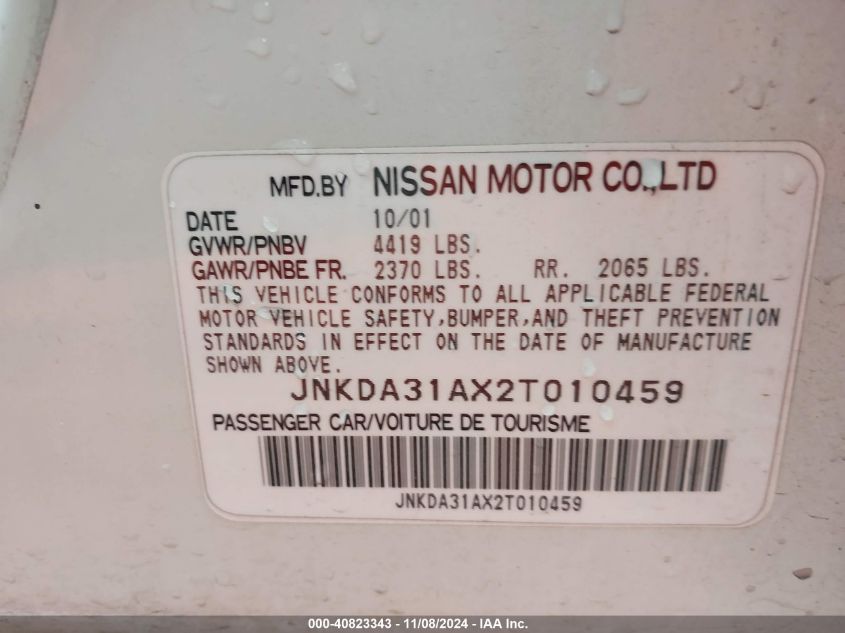 MFD.BY NISSAN MOTOR CO.,LTD
DATE 10/01
GVWR/PNBV 4419 LBS.
GAWR/PNBE FR. 2370 LBS. RR. 2065 LBS.
THIS VEHICLE CONFORMS TO ALL APPLICABLE FEDERAL
MOTOR VEHICLE SAFETY,BUMPER,AND THEFT PREVENTION
STANDARDS IN EFFECT ON THE DATE OF MANUFACTURE
SHOWN ABOVE.
JNKDA31AX2T010459
PASSENGER CAR/VOITURE DE TOURISME
JNKDA31AX2T010459
000-40823343 - 11/08/2024 - IAA Inc.